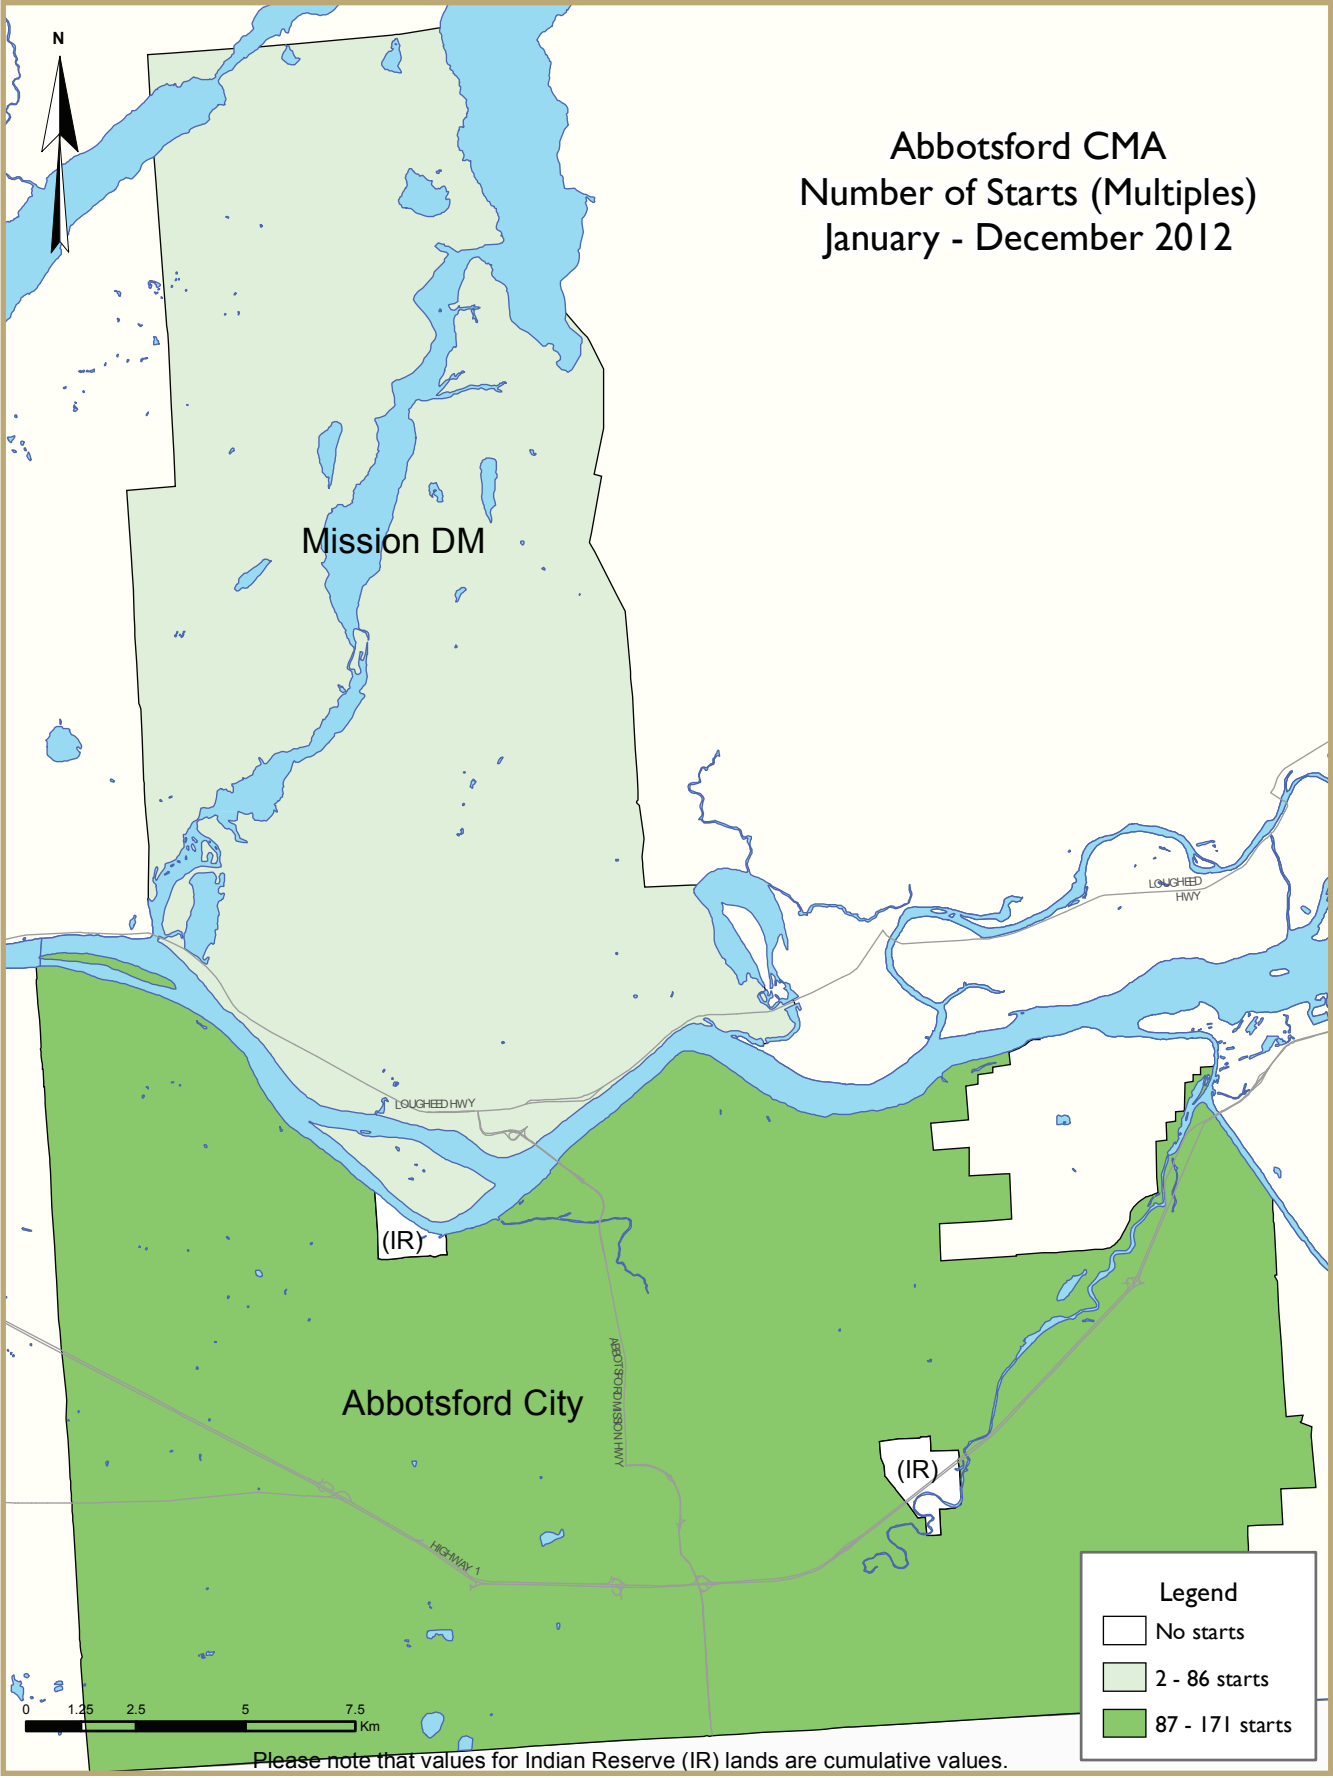 N
Abbotsford CMA
Number of Starts (Multiples)
January - December 2012
Mission DM
LOUGHEED
HWY
LOUGHEED HWY
(IR)
ABBOTSFORD MISSION HWY
Abbotsford City
(IR)
HIGHWAY 1
Legend
No starts
2 - 86 starts
87 - 171 starts
0 1.25 2.5 5 7.5
Km
Please note that values for Indian Reserve (IR) lands are cumulative values.